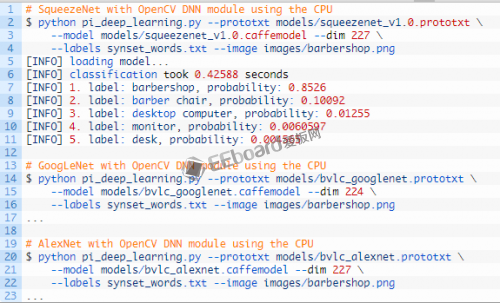 1 # SqueezeNet with OpenCV DNN module using the CPU
2 $ python pi_deep_learning.py --prototxt models/squeezenet_v1.0.prototxt \
3 --model models/squeezenet_v1.0.caffemodel --dim 227 \
4 --labels synset_words.txt --image images/barbershop.png
5 [INFO] loading model...
6 [INFO] classification took 0.42588 seconds
7 [INFO] 1. label: barbershop, probability: 0.8526
8 [INFO] 2. label: barber chair, probability: 0.10092
9 [INFO] 3. label: desktop computer, probability: 0.01255
10 [INFO] 4. label: monitor, probability: 0.0060597
11 [INFO] 5. label: desk, probability: 0.004565
12
13 # GoogLeNet with OpenCV DNN module using the CPU
14 $ python pi_deep_learning.py --prototxt models/bvlc_googlenet.prototxt \
15 --model models/bvlc_googlenet.caffemodel --dim 224 \
16 --labels synset_words.txt --image images/barbershop.png
17 ...
18
19 # AlexNet with OpenCV DNN module using the CPU
20 $ python pi_deep_learning.py --prototxt models/bvlc_alexnet.prototxt \
21 --model models/bvlc_alexnet.caffemodel --dim 227 \
22 --labels synset_words.txt --image images/barbershop.png
23 ...
EEboard